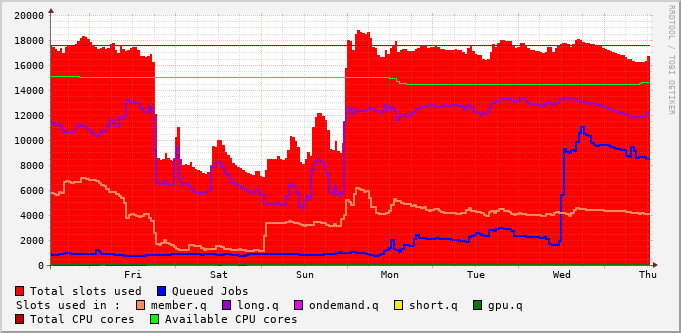 20000
18000
16000
14000
12000
10000
8000
6000
4000
2000
0
Fri Sat Sun Mon Tue Wed Thu
RRDTOOL / TOBI OETIKER
Total slots used Queued Jobs
Slots used in : member.q long.q ondemand.q short.q gpu.q
Total CPU cores Available CPU cores